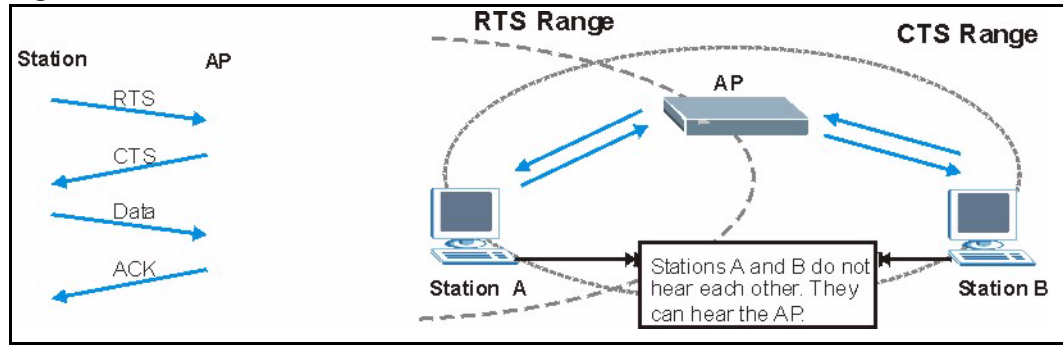 Station AP
RTS
CTS
Data
ACK
RTS Range
CTS Range
AP
Station A
Stations A and B do not
hear each other. They
can hear the AP.
Station B